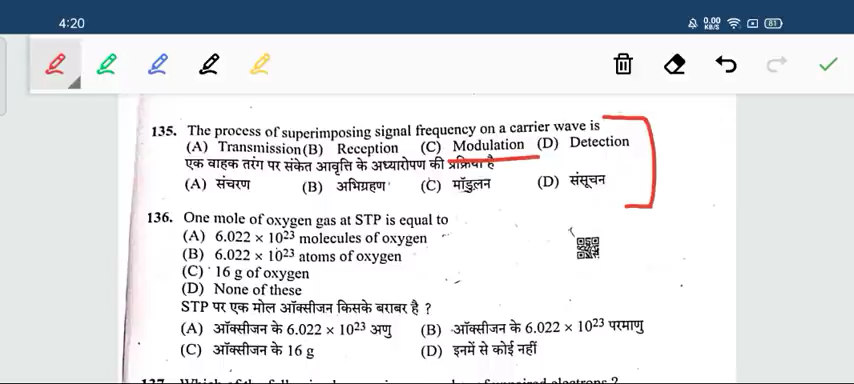 4:20
0.00 KB/S
81
135. The process of superimposing signal frequency on a carrier wave is
(A) Transmission (B) Reception (C) Modulation (D) Detection
एक वाहक तरंग पर संकेत आवृत्ति के अध्यारोपण की प्रक्रिया है
(A) संचरण (B) अभिग्रहण (C) मॉडुलन (D) संसूचन
136. One mole of oxygen gas at STP is equal to
(A) 6.022 × 10²³ molecules of oxygen
(B) 6.022 × 10²³ atoms of oxygen
(C) 16 g of oxygen
(D) None of these
STP पर एक मोल ऑक्सीजन किसके बराबर है ?
(A) ऑक्सीजन के 6.022 × 10²³ अणु (B) ऑक्सीजन के 6.022 × 10²³ परमाणु
(C) ऑक्सीजन के 16 g (D) इनमें से कोई नहीं